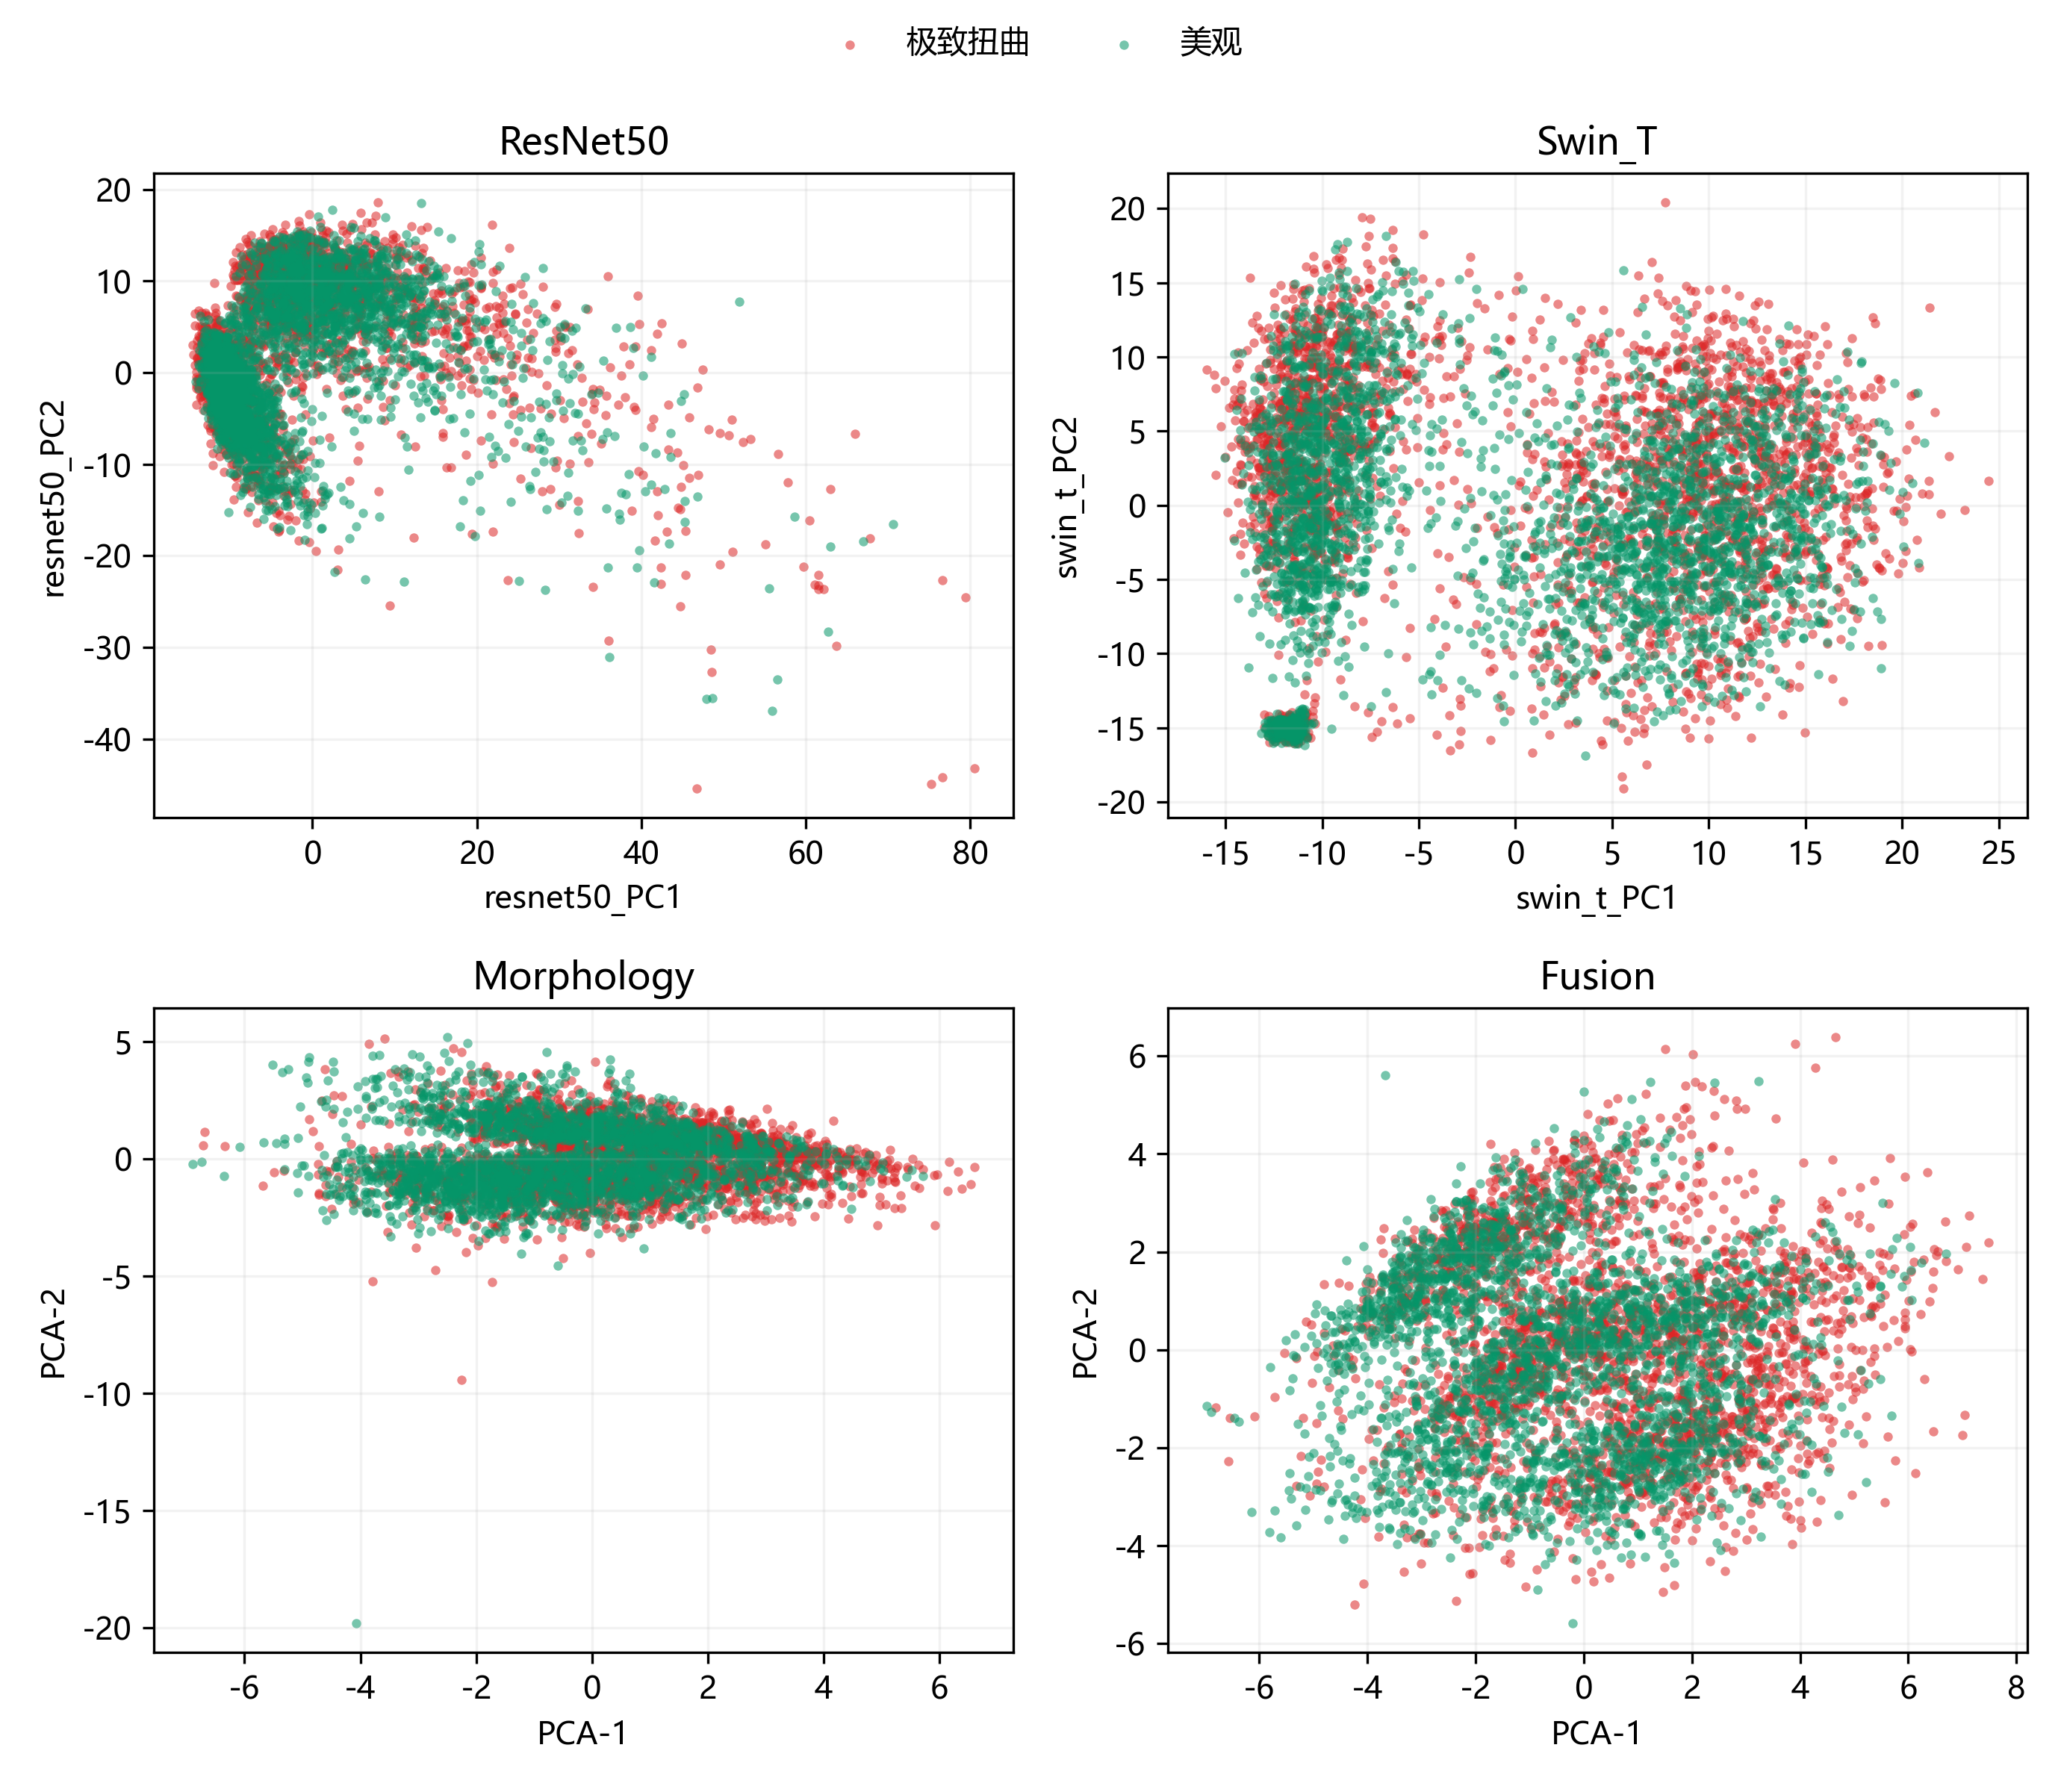 极致扭曲 美观
ResNet50
20
10
0
-10
-20
-30
-40
resnet50_PC2
0 20 40 60 80
resnet50_PC1
Swin_T
20
15
10
5
0
-5
-10
-15
-20
swin_t_PC2
-15 -10 -5 0 5 10 15 20 25
swin_t_PC1
Morphology
5
0
-5
-10
-15
-20
PCA-2
-6 -4 -2 0 2 4 6
PCA-1
Fusion
6
4
2
0
-2
-4
-6
PCA-2
-6 -4 -2 0 2 4 6 8
PCA-1